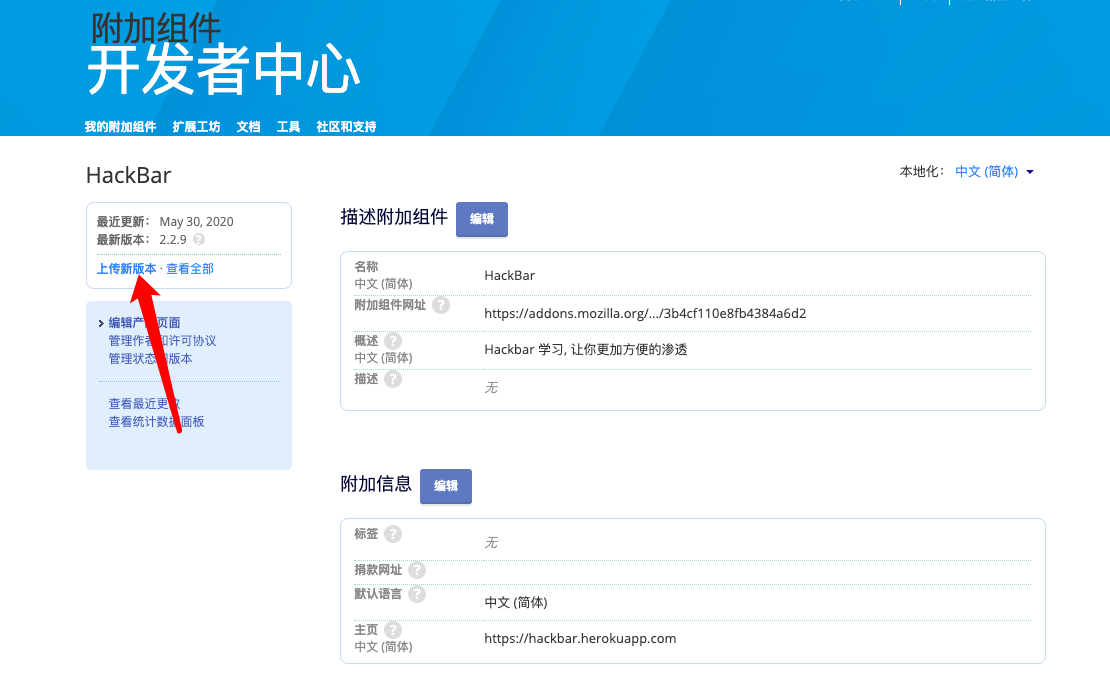 附加组件
开发者中心
我的附加组件 扩展工坊 文档 工具 社区和支持
HackBar
本地化： 中文 (简体)
最近更新： May 30, 2020
最新版本： 2.2.9 ?
上传新版本 · 查看全部
编辑产品页面
管理作者和许可协议
管理状态和版本
查看最近更改
查看统计数据面板
描述附加组件 编辑
名称
中文 (简体) HackBar
附加组件网址 ? https://addons.mozilla.org/.../3b4cf110e8fb4384a6d2
概述 ?
中文 (简体) Hackbar 学习, 让你更加方便的渗透
描述 ? 无
附加信息 编辑
标签 ? 无
捐款网址 ?
默认语言 ? 中文 (简体)
主页 ?
中文 (简体) https://hackbar.herokuapp.com